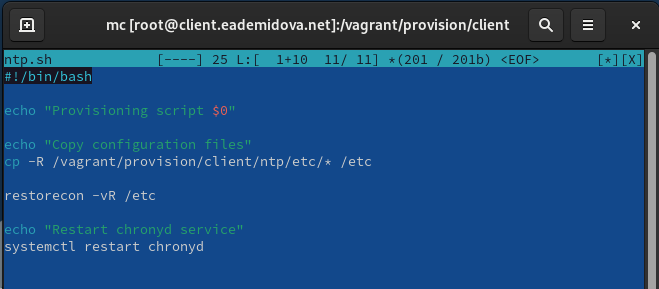 mc [root@client.eademidova.net]:/vagrant/provision/client
ntp.sh [----] 25 L:[ 1+10 11/ 11] *(201 / 201b) <EOF> [*][X]
#!/bin/bash
echo "Provisioning script $0"
echo "Copy configuration files"
cp -R /vagrant/provision/client/ntp/etc/* /etc
restorecon -vR /etc
echo "Restart chronyd service"
systemctl restart chronyd